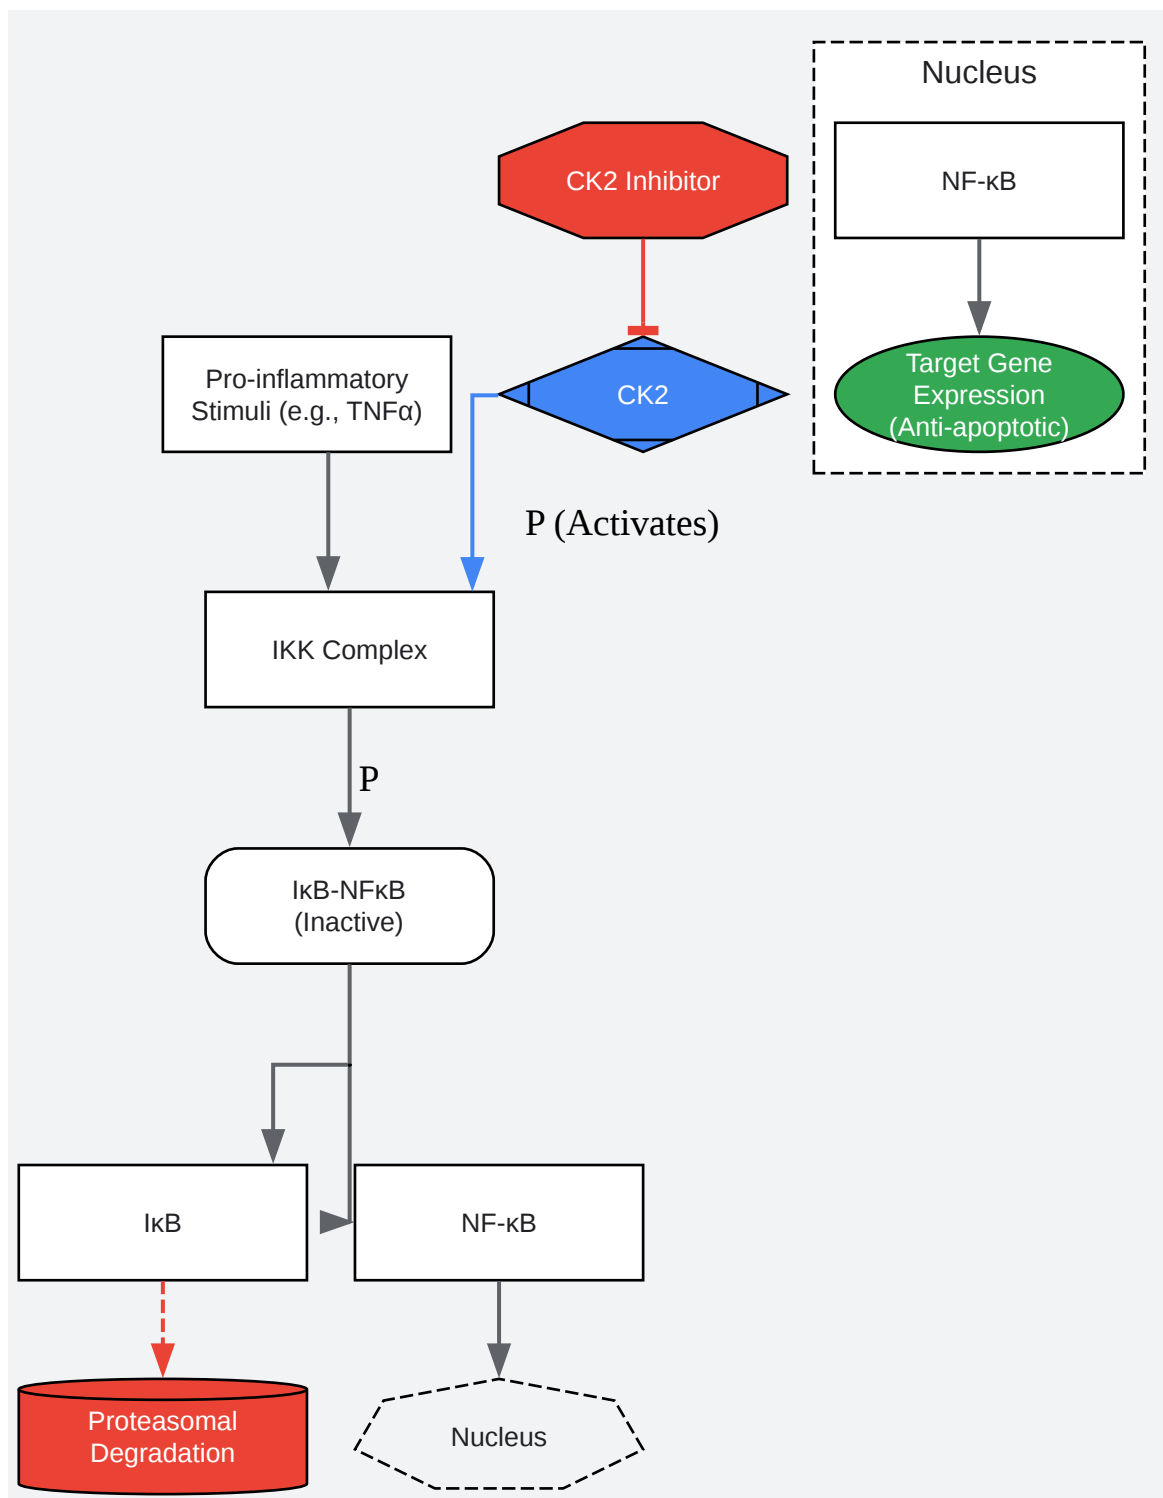 Nucleus
CK2 Inhibitor
NF-κB
Pro-inflammatory
Stimuli (e.g., TNFα)
CK2
Target Gene
Expression
(Anti-apoptotic)
P (Activates)
IKK Complex
P
IκB-NFκB
(Inactive)
IκB
NF-κB
Proteasomal
Degradation
Nucleus